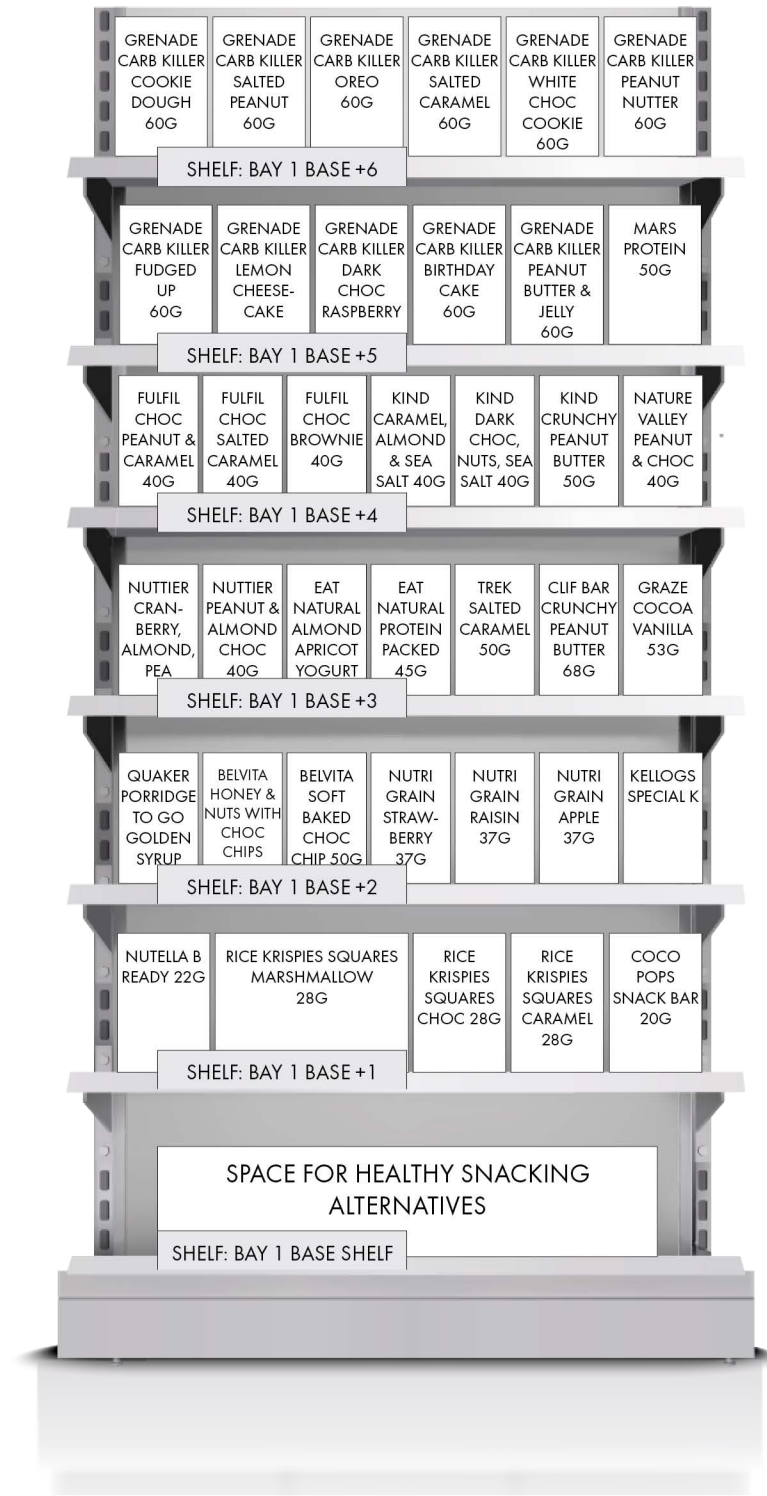 GRENADE
CARB KILLER
COOKIE
DOUGH
60G
GRENADE
CARB KILLER
SALTED
PEANUT
60G
GRENADE
CARB KILLER
OREO
60G
GRENADE
CARB KILLER
SALTED
CARAMEL
60G
GRENADE
CARB KILLER
WHITE
CHOC
COOKIE
60G
GRENADE
CARB KILLER
PEANUT
NUTTER
60G
SHELF: BAY 1 BASE +6
GRENADE
CARB KILLER
FUDGED
UP
60G
GRENADE
CARB KILLER
LEMON
CHEESE-
CAKE
GRENADE
CARB KILLER
DARK
CHOC
RASPBERRY
GRENADE
CARB KILLER
BIRTHDAY
CAKE
60G
GRENADE
CARB KILLER
PEANUT
BUTTER &
JELLY
60G
MARS
PROTEIN
50G
SHELF: BAY 1 BASE +5
FULFIL
CHOC
PEANUT &
CARAMEL
40G
FULFIL
CHOC
SALTED
CARAMEL
40G
FULFIL
CHOC
BROWNIE
40G
KIND
CARAMEL,
ALMOND
& SEA
SALT 40G
KIND
DARK
CHOC,
NUTS, SEA
SALT 40G
KIND
CRUNCHY
PEANUT
BUTTER
50G
NATURE
VALLEY
PEANUT
& CHOC
40G
SHELF: BAY 1 BASE +4
NUTTIER
CRAN-
BERRY,
ALMOND,
PEA
NUTTIER
PEANUT &
ALMOND
CHOC
40G
EAT
NATURAL
ALMOND
APRICOT
YOGURT
EAT
NATURAL
PROTEIN
PACKED
45G
TREK
SALTED
CARAMEL
50G
CLIF BAR
CRUNCHY
PEANUT
BUTTER
68G
GRAZE
COCOA
VANILLA
53G
SHELF: BAY 1 BASE +3
QUAKER
PORRIDGE
TO GO
GOLDEN
SYRUP
BELVITA
HONEY &
NUTS WITH
CHOC
CHIPS
BELVITA
SOFT
BAKED
CHOC
CHIP 50G
NUTRI
GRAIN
STRAW-
BERRY
37G
NUTRI
GRAIN
RAISIN
37G
NUTRI
GRAIN
APPLE
37G
KELLOGS
SPECIAL K
SHELF: BAY 1 BASE +2
NUTELLA B
READY 22G
RICE KRISPIES SQUARES
MARSHMALLOW
28G
RICE
KRISPIES
SQUARES
CHOC 28G
RICE
KRISPIES
SQUARES
CARAMEL
28G
COCO
POPS
SNACK BAR
20G
SHELF: BAY 1 BASE +1
SPACE FOR HEALTHY SNACKING
ALTERNATIVES
SHELF: BAY 1 BASE SHELF